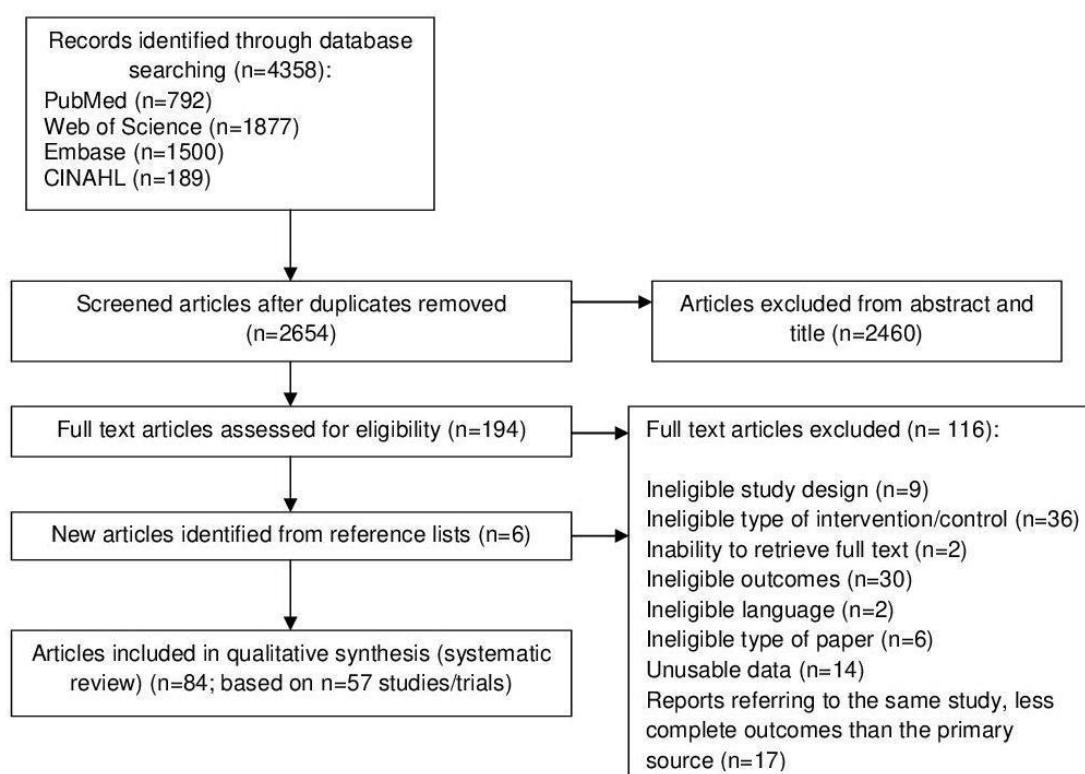 Records identified through database
searching (n=4358):
PubMed (n=792)
Web of Science (n=1877)
Embase (n=1500)
CINAHL (n=189)
Screened articles after duplicates removed
(n=2654)
Articles excluded from abstract and
title (n=2460)
Full text articles assessed for eligibility (n=194)
New articles identified from reference lists (n=6)
Articles included in qualitative synthesis (systematic
review) (n=84; based on n=57 studies/trials)
Full text articles excluded (n= 116):
Ineligible study design (n=9)
Ineligible type of intervention/control (n=36)
Inability to retrieve full text (n=2)
Ineligible outcomes (n=30)
Ineligible language (n=2)
Ineligible type of paper (n=6)
Unusable data (n=14)
Reports referring to the same study, less
complete outcomes than the primary
source (n=17)